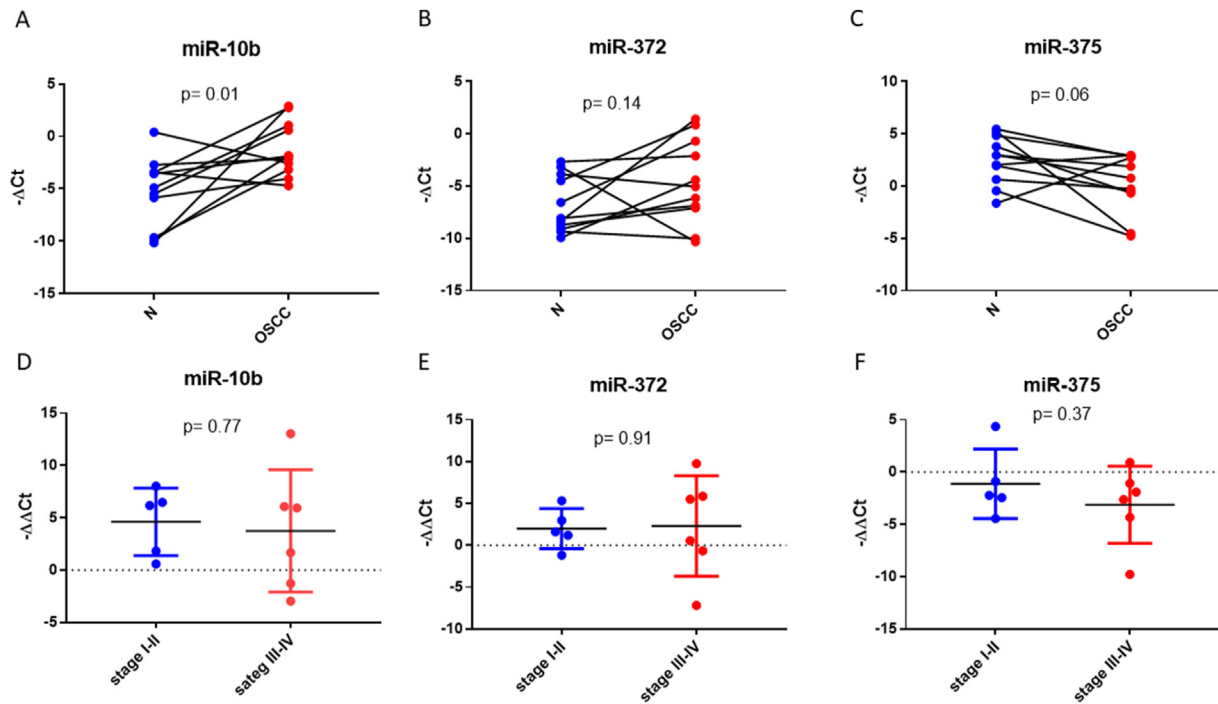 A
miR-10b
p= 0.01
-ΔCt
5
0
-5
-10
-15
N
OSCC
B
miR-372
p= 0.14
-ΔCt
5
0
-5
-10
-15
N
OSCC
C
miR-375
p= 0.06
-ΔCt
10
5
0
-5
-10
N
OSCC
D
miR-10b
p= 0.77
-ΔΔCt
15
10
5
0
-5
stage I-II
sateg III-IV
E
miR-372
p= 0.91
-ΔΔCt
15
10
5
0
-5
-10
stage I-II
stage III-IV
F
miR-375
p= 0.37
-ΔΔCt
5
0
-5
-10
-15
stage I-II
stage III-IV